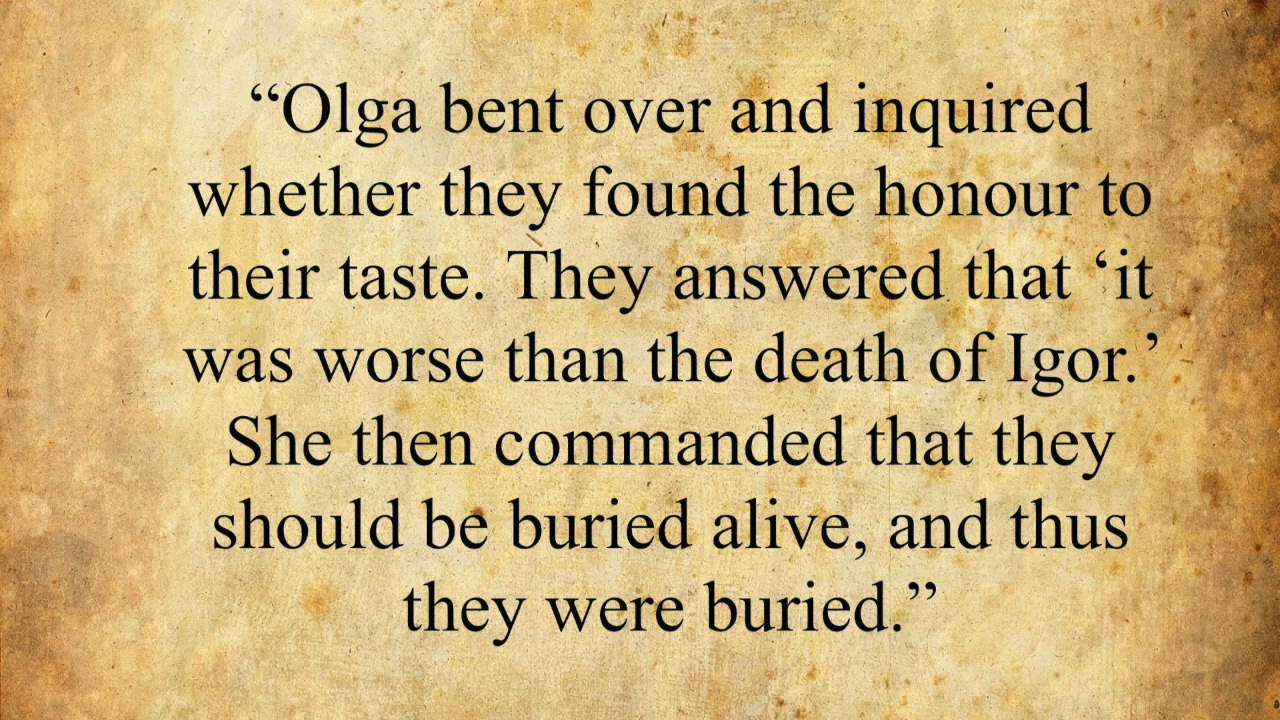 “Olga bent over and inquired
whether they found the honour to
their taste. They answered that ‘it
was worse than the death of Igor.’
She then commanded that they
should be buried alive, and thus
they were buried.”